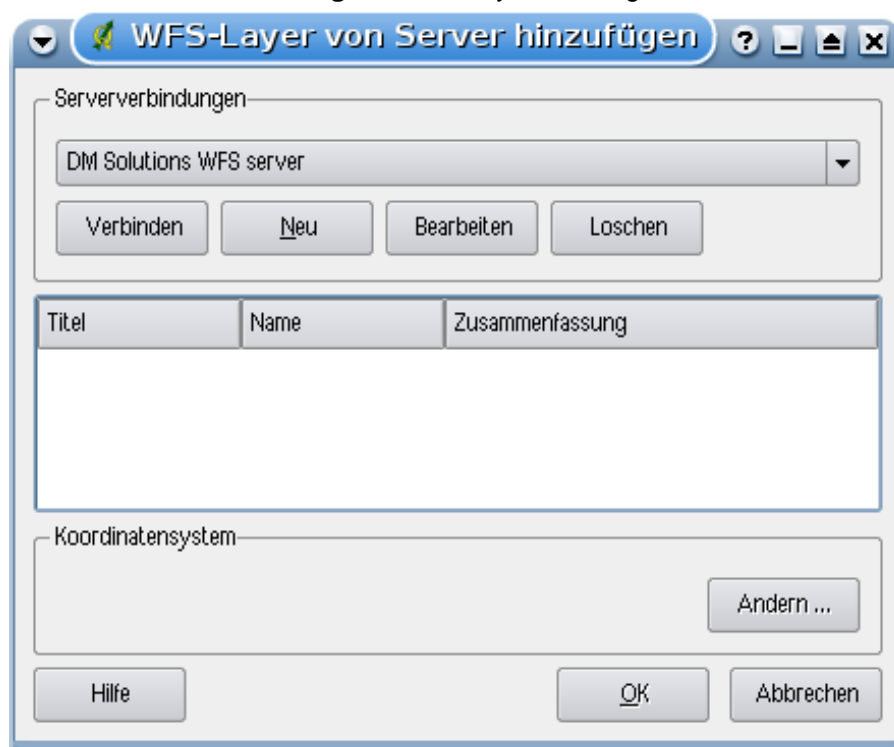 WFS-Layer von Server hinzufügen
Serververbindungen
DM Solutions WFS server
Verbinden Neu Bearbeiten Loschen
Titel Name Zusammenfassung
Koordinatensystem
Andern ...
Hilfe OK Abbrechen